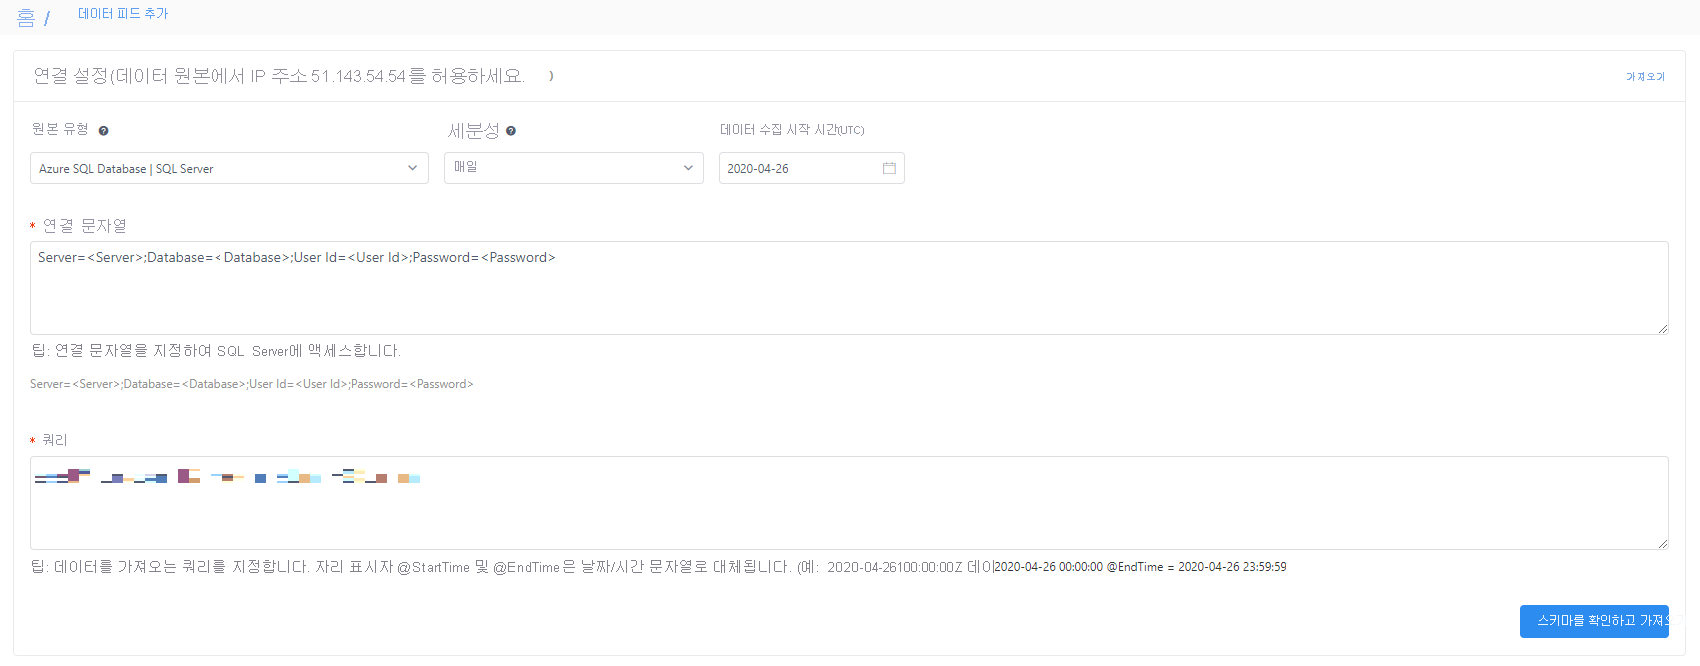 홈 / 데이터 피드 추가
연결 설정(데이터 원본에서 IP 주소 51.143.54.54를 허용하세요. )
가져오기
원본 유형
세분성
데이터 수집 시작 시간(UTC)
Azure SQL Database | SQL Server
매일
2020-04-26
* 연결 문자열
Server=<Server>;Database=<Database>;User Id=<User Id>;Password=<Password>
팁: 연결 문자열을 지정하여 SQL Server에 액세스합니다.
Server=<Server>;Database=<Database>;User Id=<User Id>;Password=<Password>
* 쿼리
팁: 데이터를 가져오는 쿼리를 지정합니다. 자리 표시자 @StartTime 및 @EndTime은 날짜/시간 문자열로 대체됩니다. (예: 2020-04-26100:00:00Z 데이2020-04-26 00:00:00 @EndTime = 2020-04-26 23:59:59
스키마를 확인하고 가져오